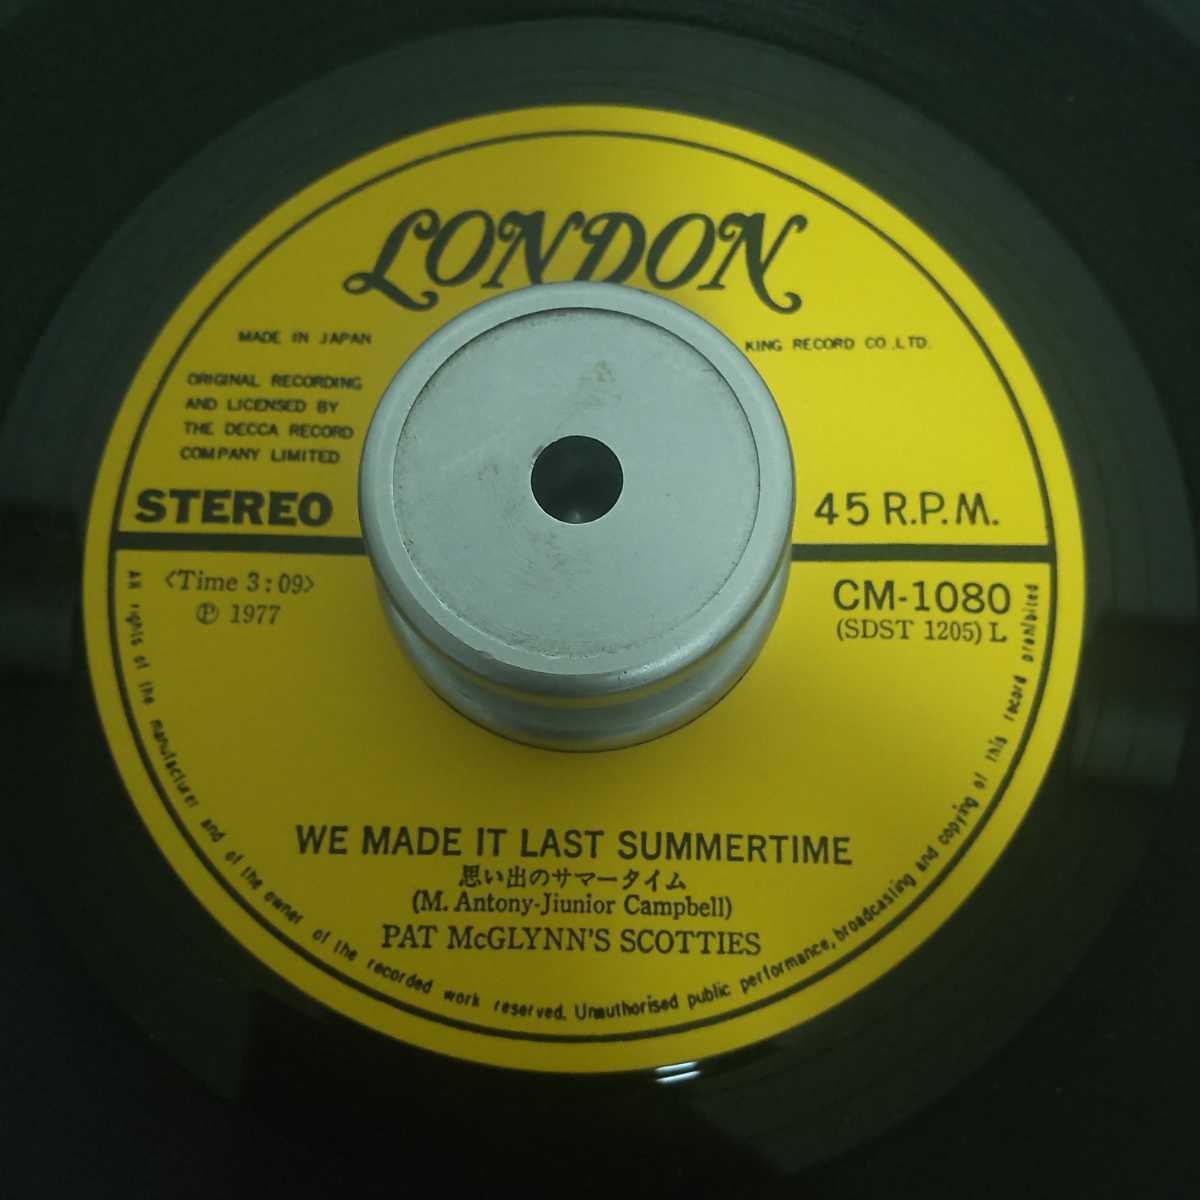 LONDON
MADE IN JAPAN
KING RECORD CO.,LTD.
ORIGINAL RECORDING
AND LICENSED BY
THE DECCA RECORD
COMPANY LIMITED
STEREO
45 R.P.M.
<Time 3:09>
Ⓟ 1977
CM-1080
(SDST 1205) L
WE MADE IT LAST SUMMERTIME
思い出のサマータイム
(M. Antony-Jiunior Campbell)
PAT McGLYNN'S SCOTTIES
All rights of the manufacturer and of the owner of the recorded work reserved. Unauthorised public performance, broadcasting and copying of this record prohibited